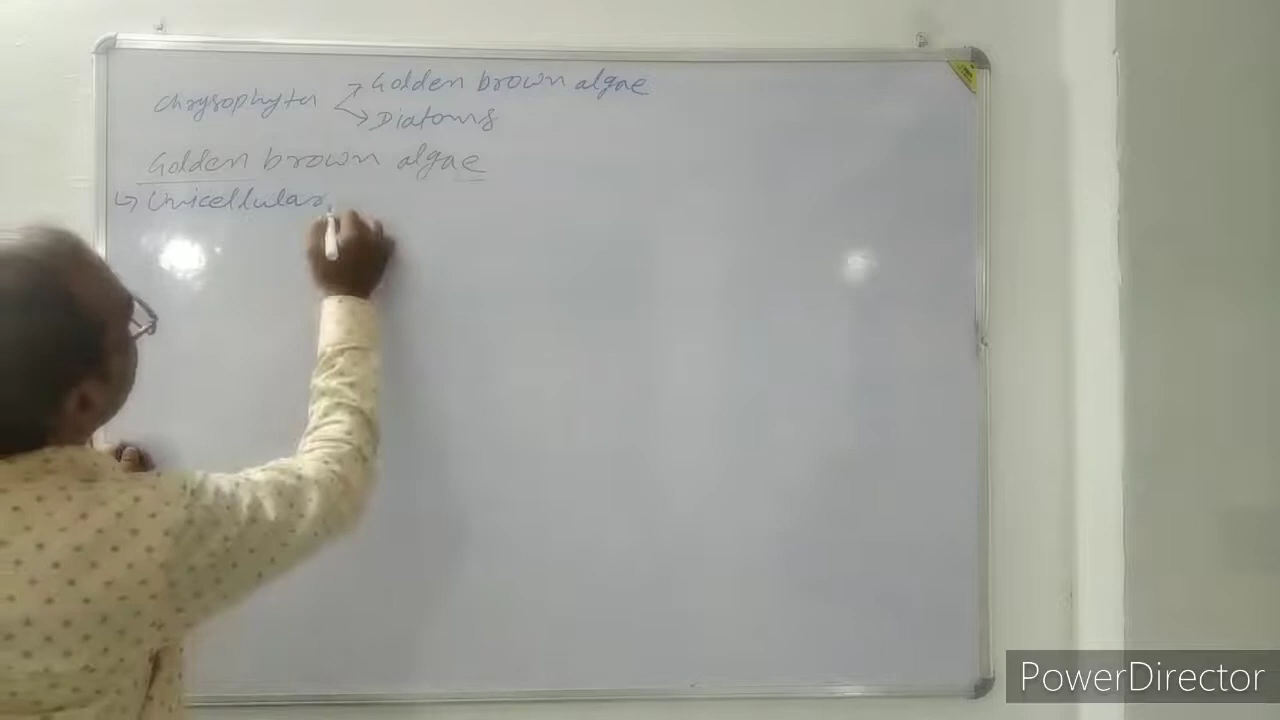 Chrysophyta
Golden brown algae
Diatoms
Golden brown algae
Unicellular
PowerDirector